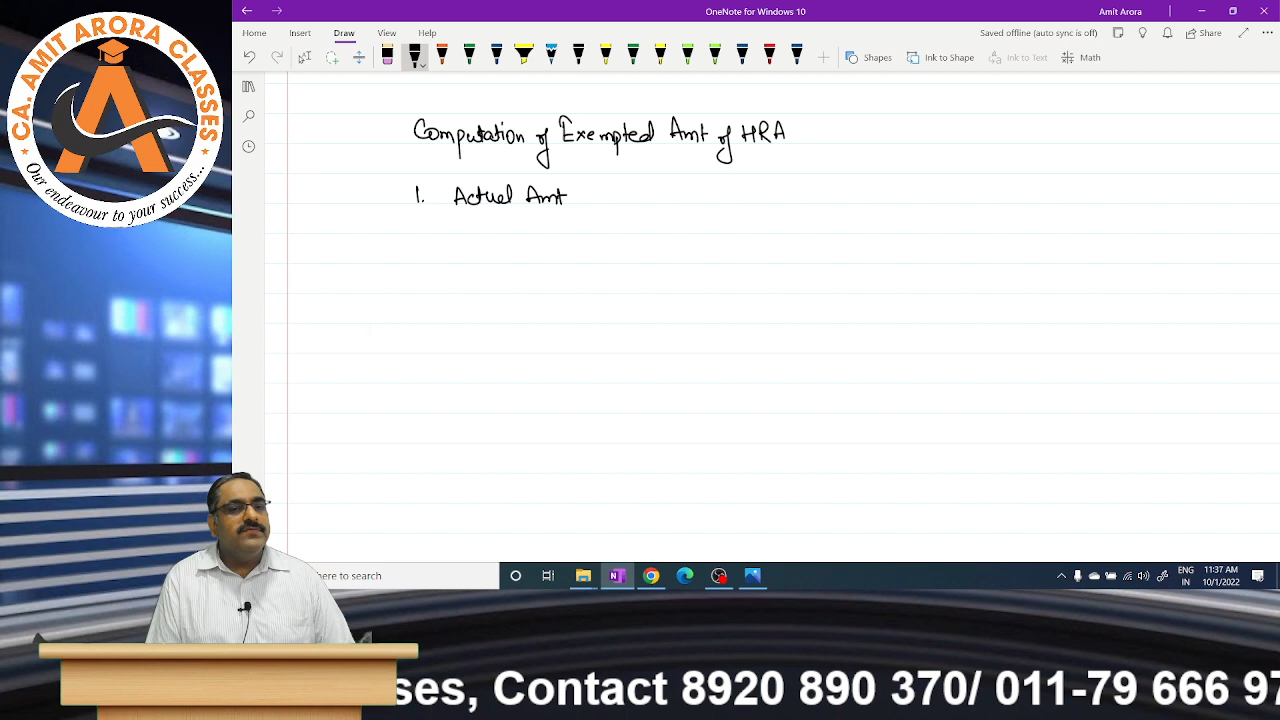 OneNote for Windows 10
Amit Arora
Home Insert Draw View Help
Saved offline (auto sync is off) Share
Shapes Ink to Shape Ink to Text Math
CA. AMIT ARORA CLASSES
Our endeavour to your success...
Computation of Exempted Amt of HRA
1. Actual Amt
here to search
ENG
IN
11:37 AM
10/1/2022
ses, Contact 8920 890 370/ 011-79 666 97